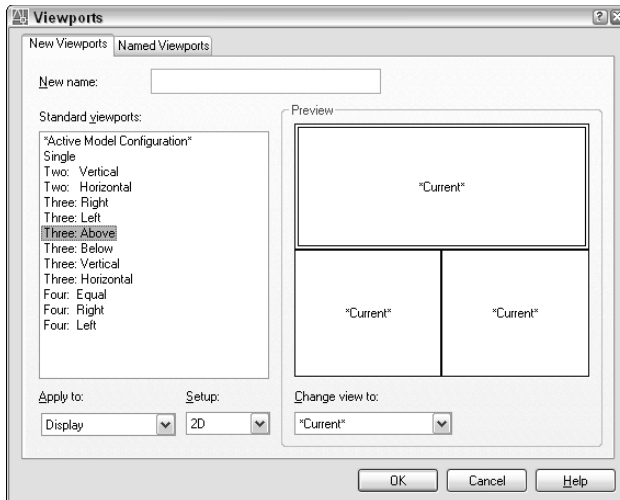 Viewports
New Viewports
Named Viewports
New name:
Standard viewports:
*Active Model Configuration*
Single
Two: Vertical
Two: Horizontal
Three: Right
Three: Left
Three: Above
Three: Below
Three: Vertical
Three: Horizontal
Four: Equal
Four: Right
Four: Left
Preview
*Current*
*Current*
*Current*
Apply to:
Setup:
Change view to:
Display
2D
*Current*
OK
Cancel
Help